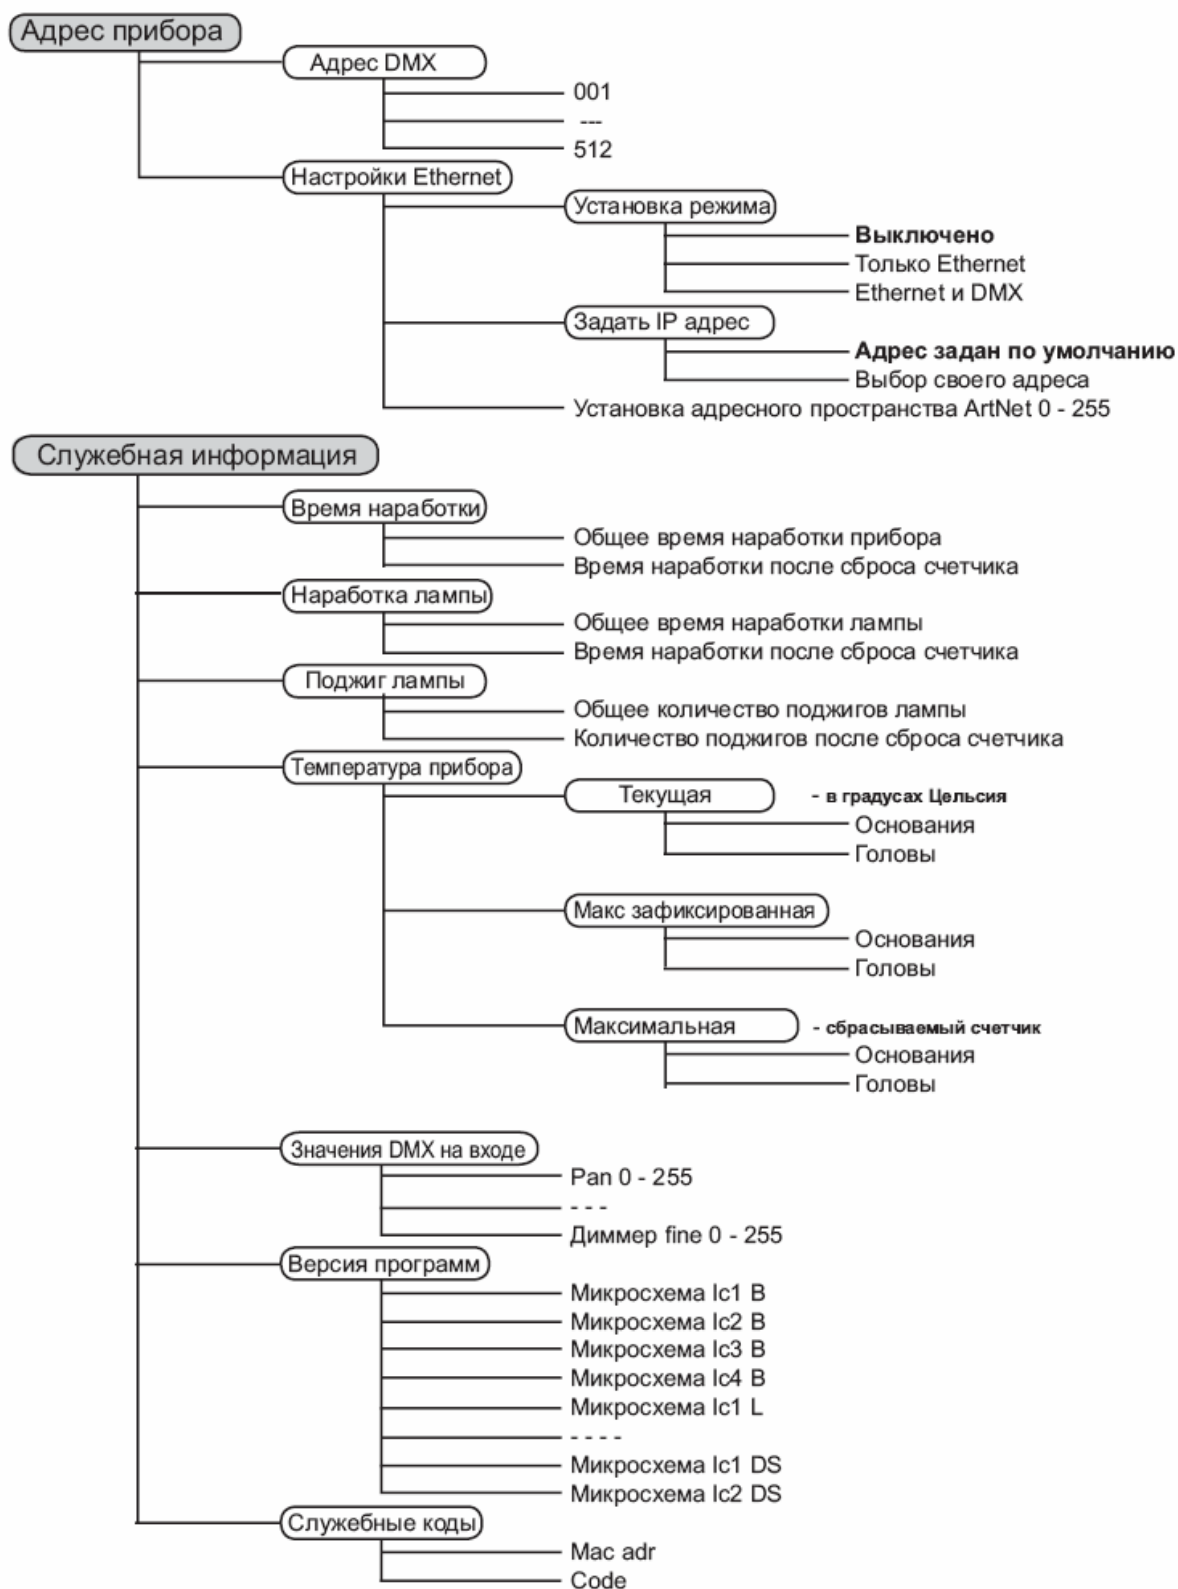 Адрес прибора
Адрес DMX
001
---
512
Настройки Ethernet
Установка режима
Выключено
Только Ethernet
Ethernet и DMX
Задать IP адрес
Адрес задан по умолчанию
Выбор своего адреса
Установка адресного пространства ArtNet 0 - 255
Служебная информация
Время наработки
Общее время наработки прибора
Время наработки после сброса счетчика
Наработка лампы
Общее время наработки лампы
Время наработки после сброса счетчика
Поджиг лампы
Общее количество поджигов лампы
Количество поджигов после сброса счетчика
Температура прибора
Текущая - в градусах Цельсия
Основания
Головы
Макс зафиксированная
Основания
Головы
Максимальная - сбрасываемый счетчик
Основания
Головы
Значения DMX на входе
Pan 0 - 255
- - -
Диммер fine 0 - 255
Версия программ
Микросхема Ic1 B
Микросхема Ic2 B
Микросхема Ic3 B
Микросхема Ic4 B
Микросхема Ic1 L
- - - -
Микросхема Ic1 DS
Микросхема Ic2 DS
Служебные коды
Mac adr
Code